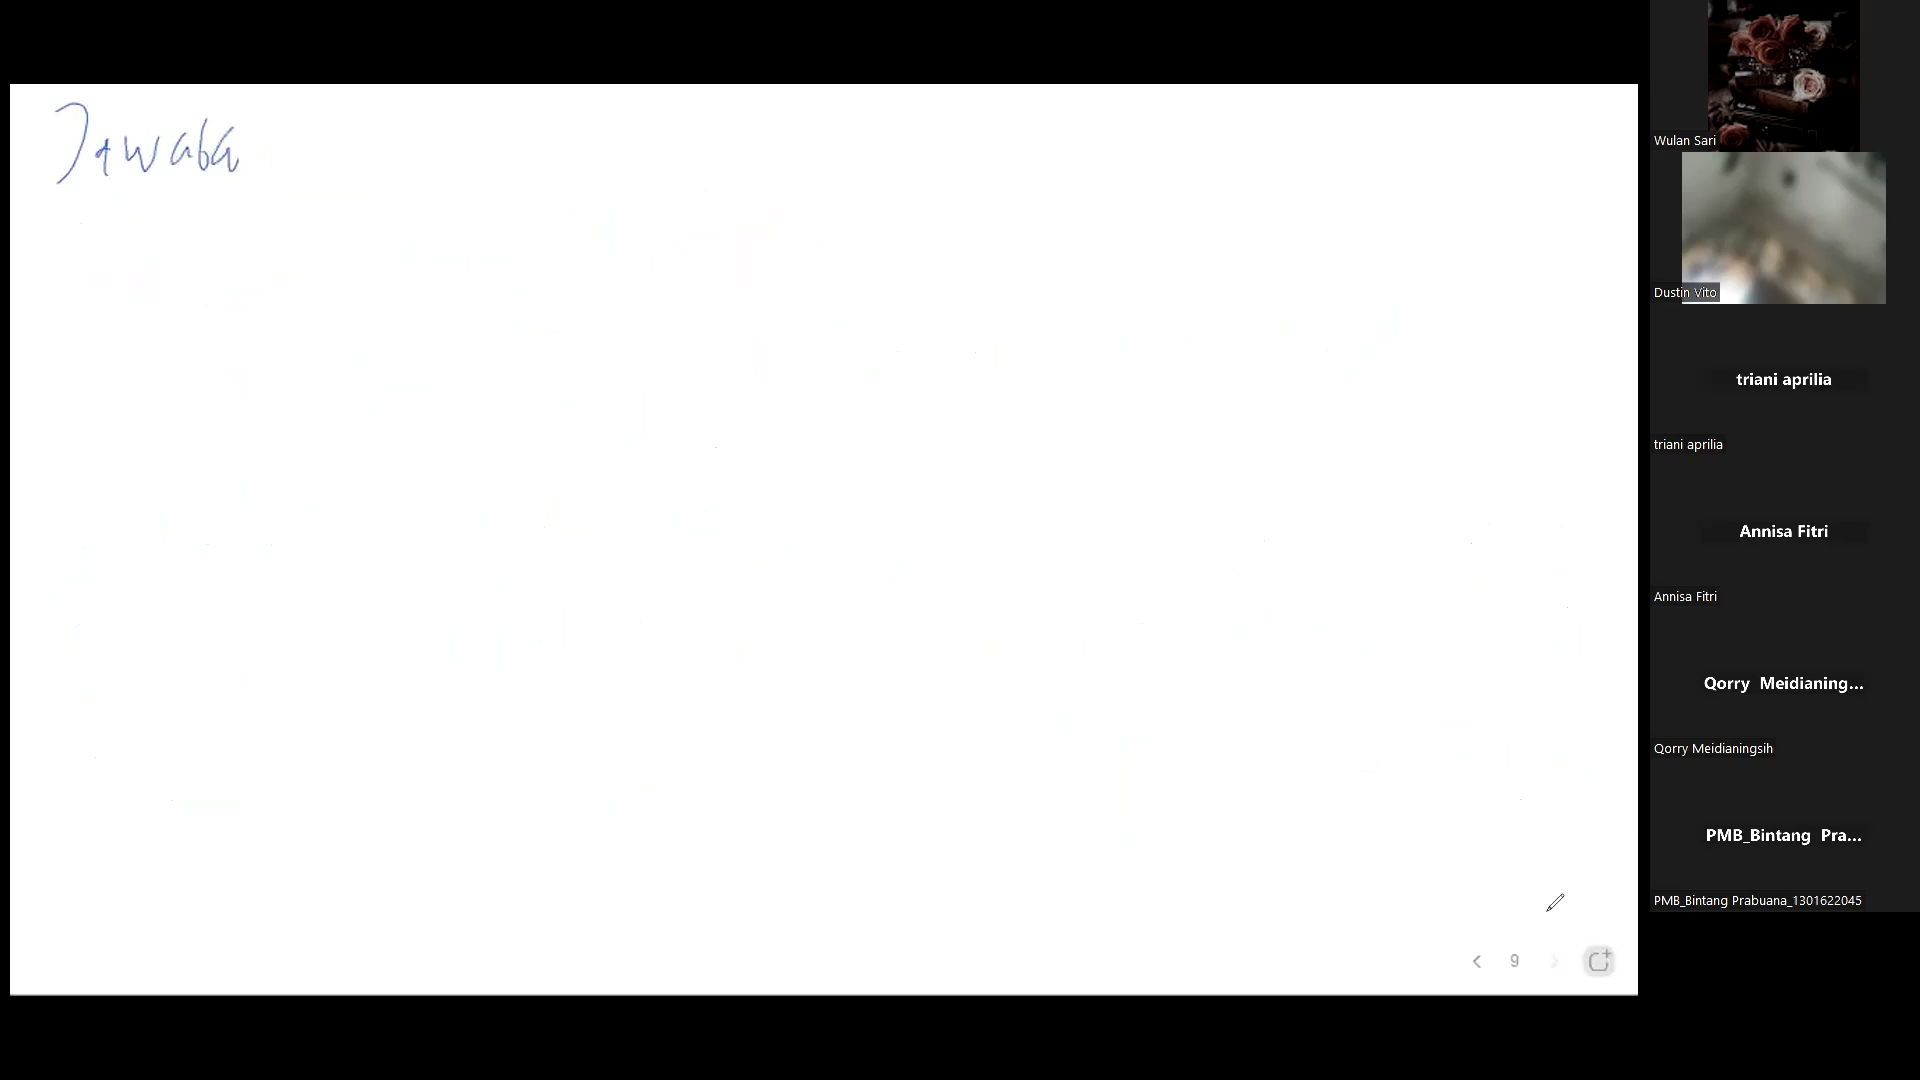 Jawaba
Wulan Sari
Dustin Vito
triani aprilia
triani aprilia
Annisa Fitri
Annisa Fitri
Qorry Meidianing...
Qorry Meidianingsih
PMB_Bintang Pra...
PMB_Bintang Prabuana_1301622045
9